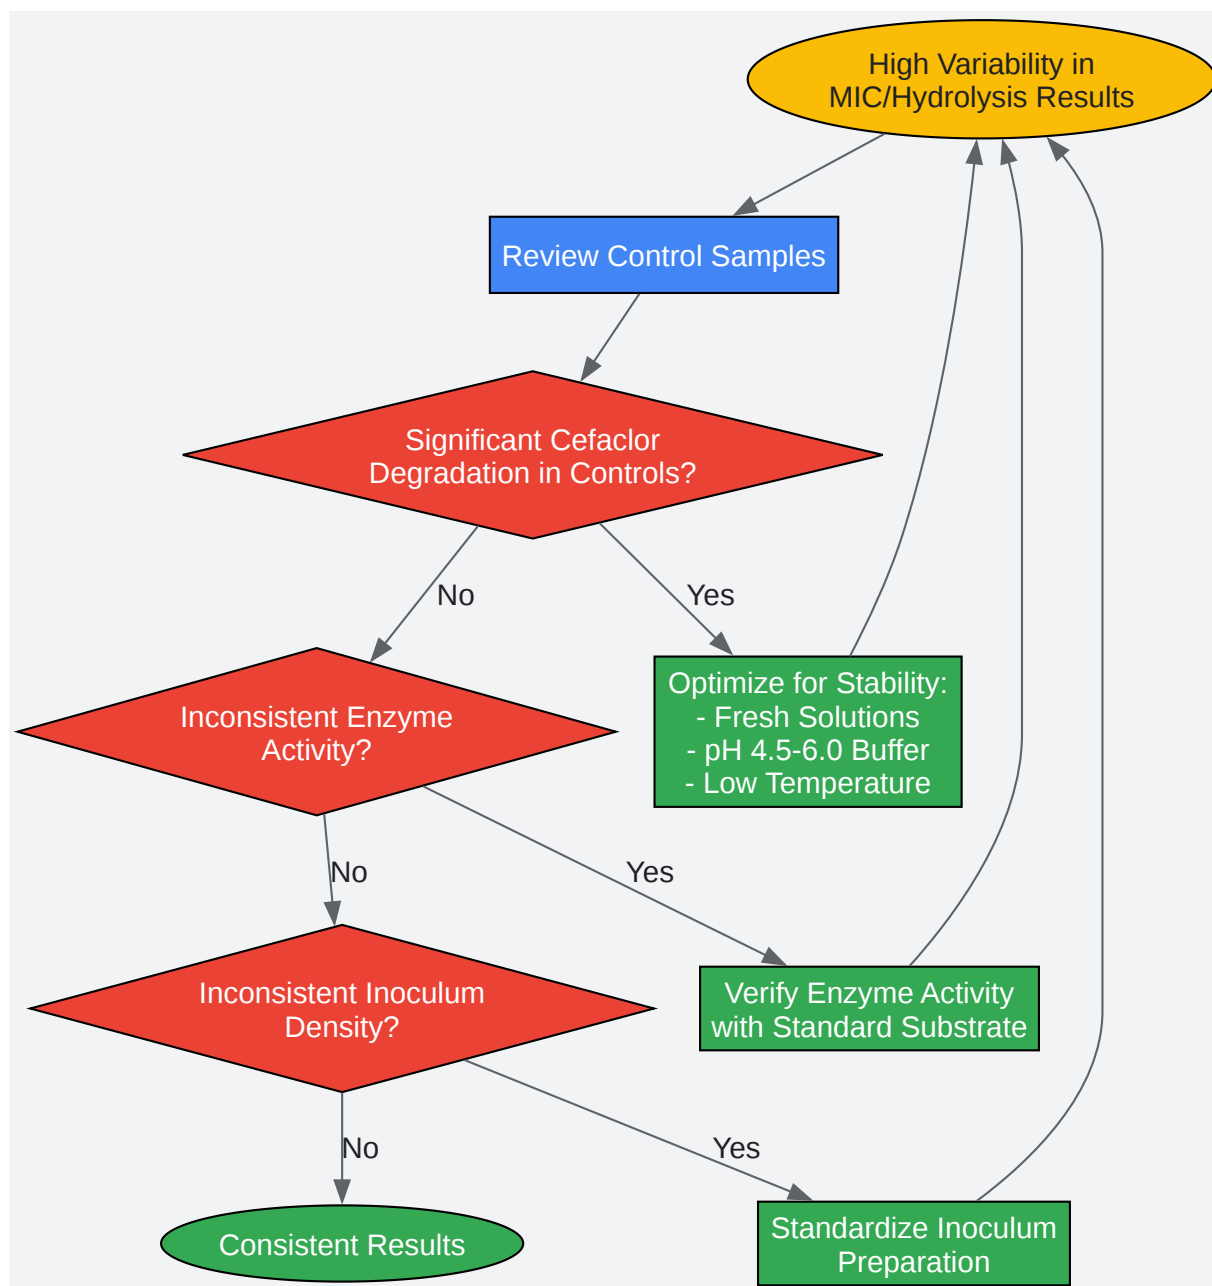 High Variability in
MIC/Hydrolysis Results
Review Control Samples
Significant Cefaclor
Degradation in Controls?
No
Yes
Optimize for Stability:
- Fresh Solutions
- pH 4.5-6.0 Buffer
- Low Temperature
Inconsistent Enzyme
Activity?
No
Yes
Verify Enzyme Activity
with Standard Substrate
Inconsistent Inoculum
Density?
No
Yes
Consistent Results
Standardize Inoculum
Preparation